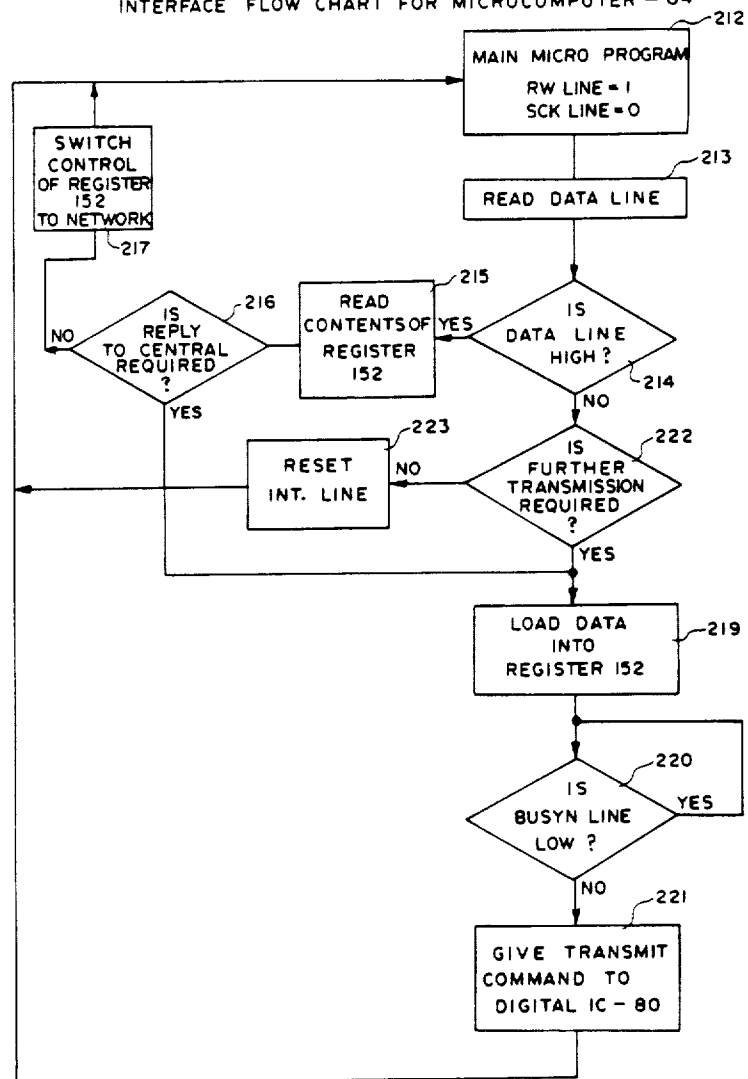 INTERFACE FLOW CHART FOR MICROCOMPUTER - 84
212
MAIN MICRO PROGRAM
RW LINE = 1
SCK LINE = 0
213
READ DATA LINE
SWITCH
CONTROL
OF REGISTER
152
TO NETWORK
217
216
IS
REPLY
TO CENTRAL
REQUIRED
?
NO
YES
215
READ
CONTENTS OF
REGISTER
152
YES
IS
DATA LINE
HIGH ?
214
NO
223
RESET
INT. LINE
NO
222
IS
FURTHER
TRANSMISSION
REQUIRED
?
YES
LOAD DATA
INTO
REGISTER 152
219
220
IS
BUSYN LINE
LOW ?
YES
NO
221
GIVE TRANSMIT
COMMAND TO
DIGITAL IC - 80